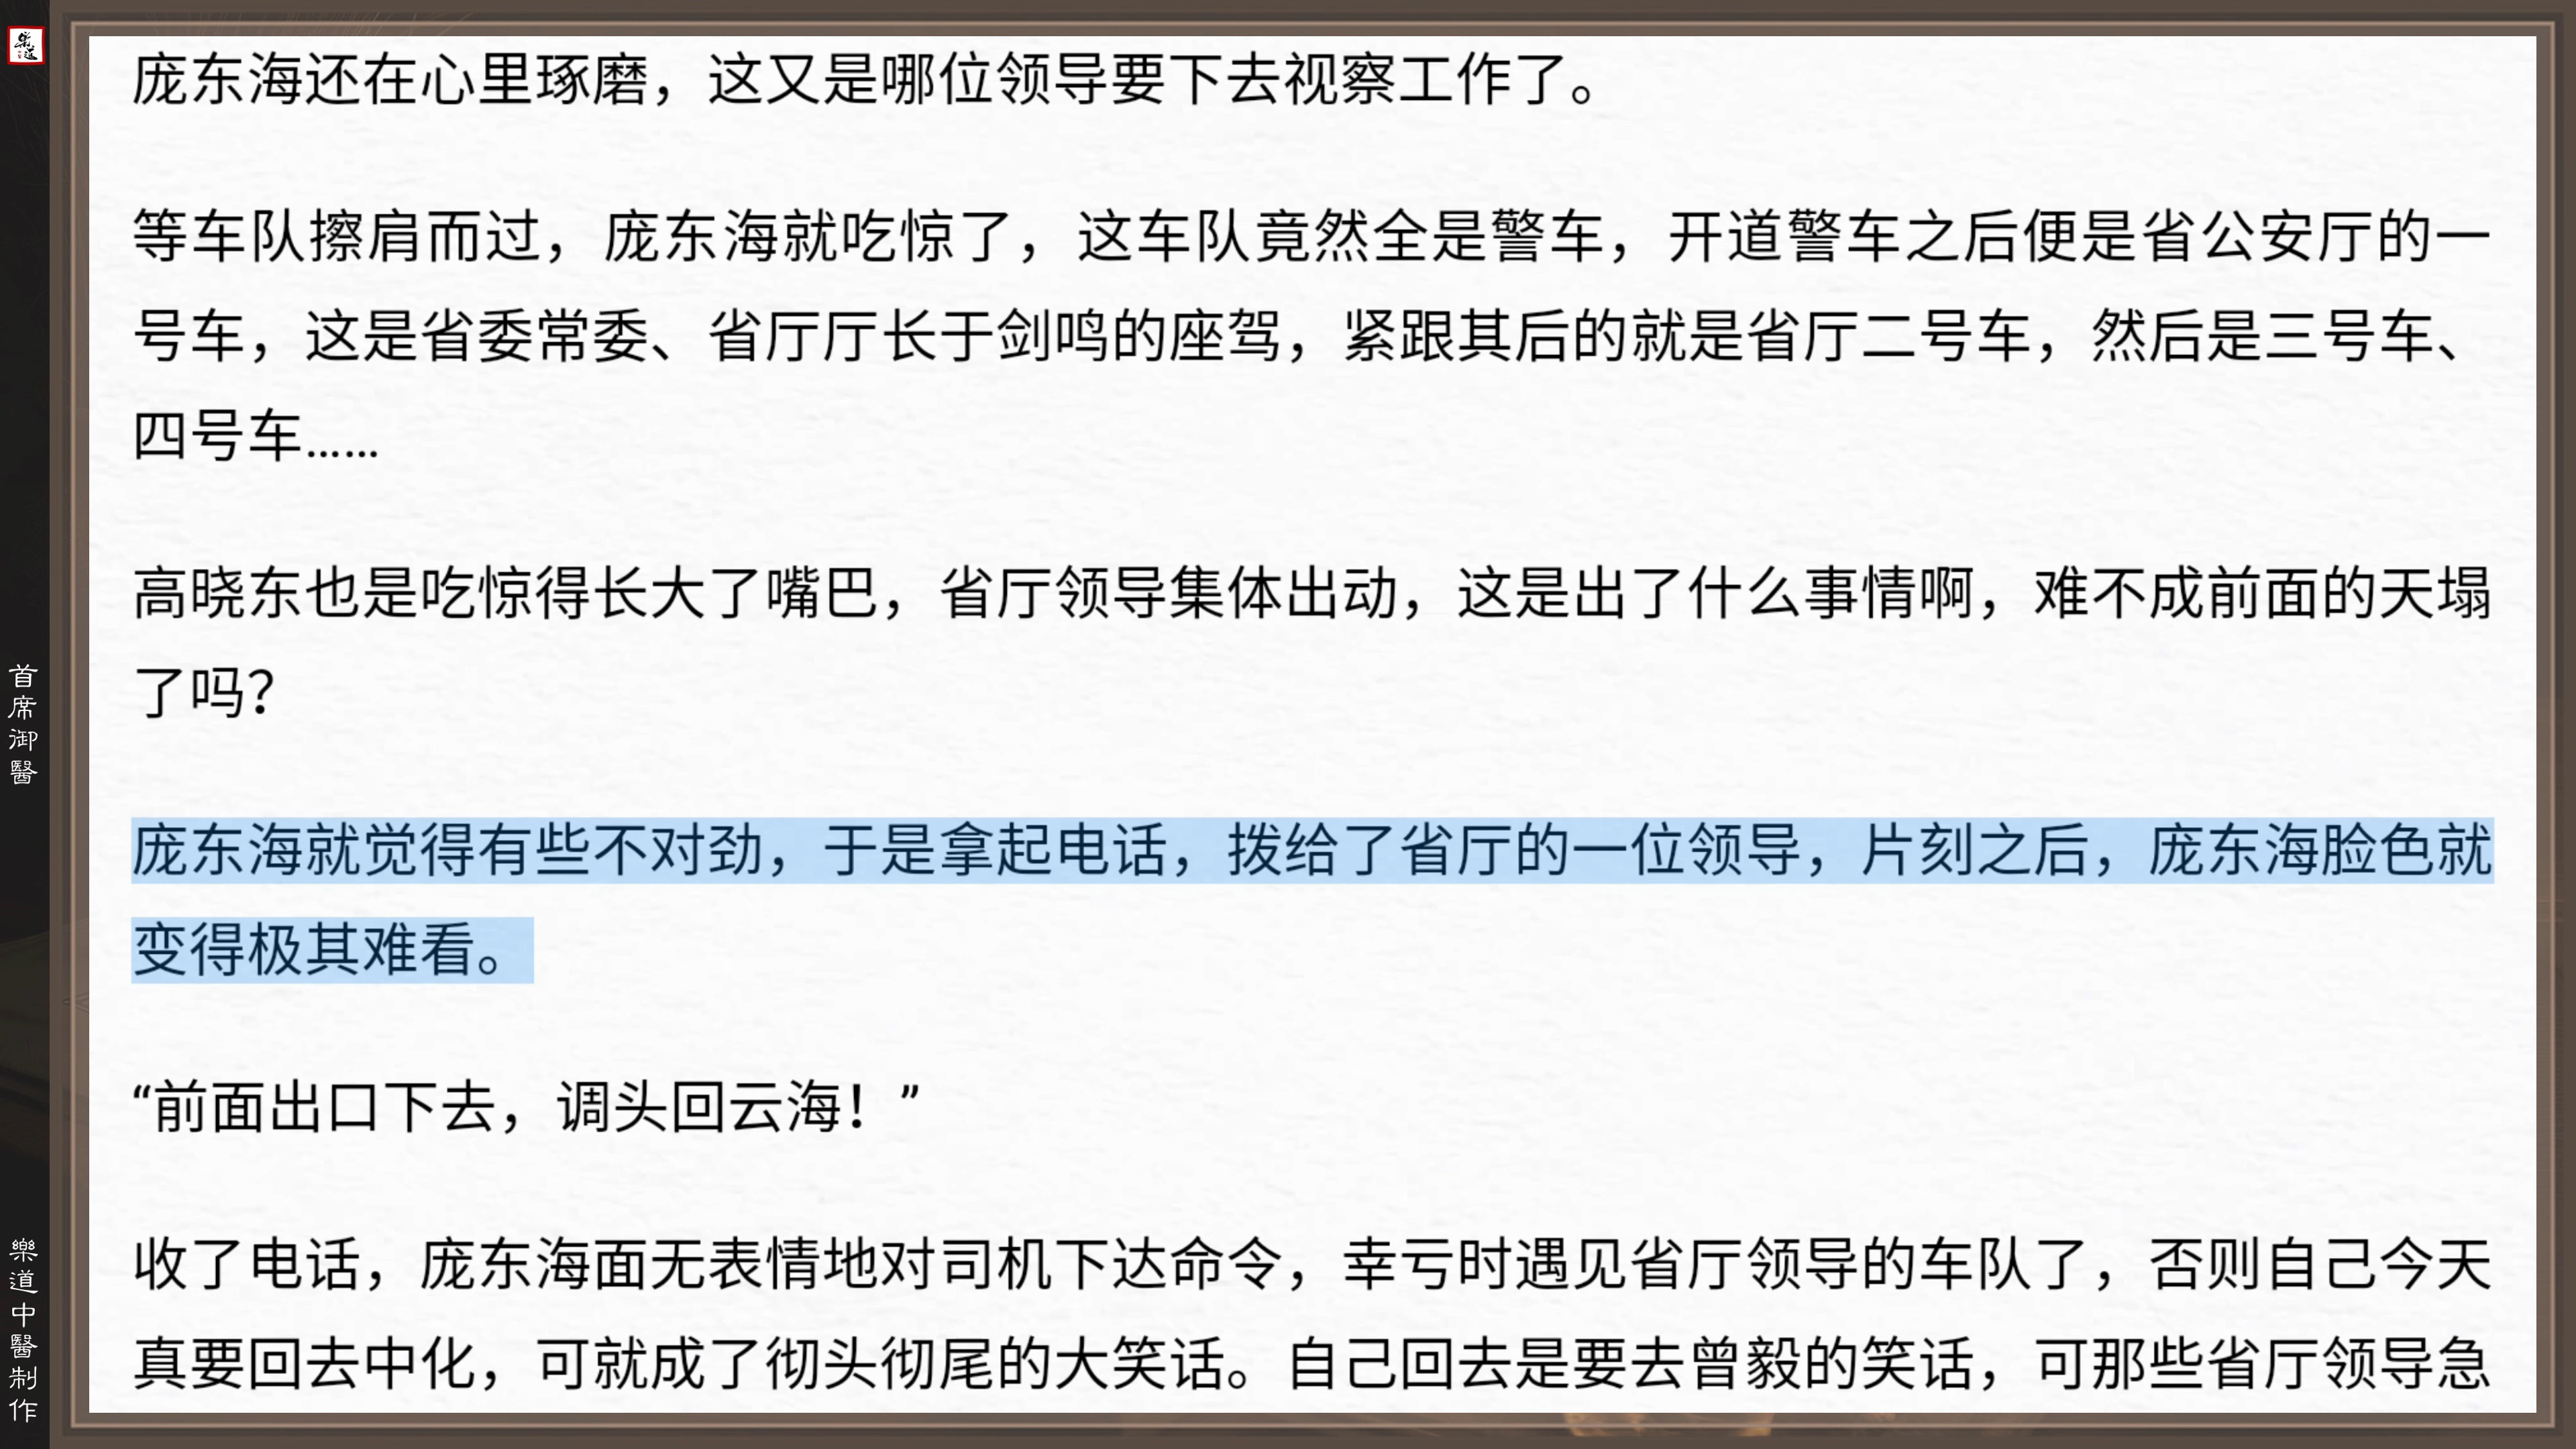 庞东海还在心里琢磨，这又是哪位领导要下去视察工作了。
等车队擦肩而过，庞东海就吃惊了，这车队竟然全是警车，开道警车之后便是省公安厅的一
号车，这是省委常委、省厅厅长于剑鸣的座驾，紧跟其后的就是省厅二号车，然后是三号车、
四号车……
高晓东也是吃惊得长大了嘴巴，省厅领导集体出动，这是出了什么事情啊，难不成前面的天塌
了吗？
庞东海就觉得有些不对劲，于是拿起电话，拨给了省厅的一位领导，片刻之后，庞东海脸色就
变得极其难看。
“前面出口下去，调头回云海！”
收了电话，庞东海面无表情地对司机下达命令，幸亏时遇见省厅领导的车队了，否则自己今天
真要回去中化，可就成了彻头彻尾的大笑话。自己回去是要去曾毅的笑话，可那些省厅领导急
首席御醫
樂道中醫制作